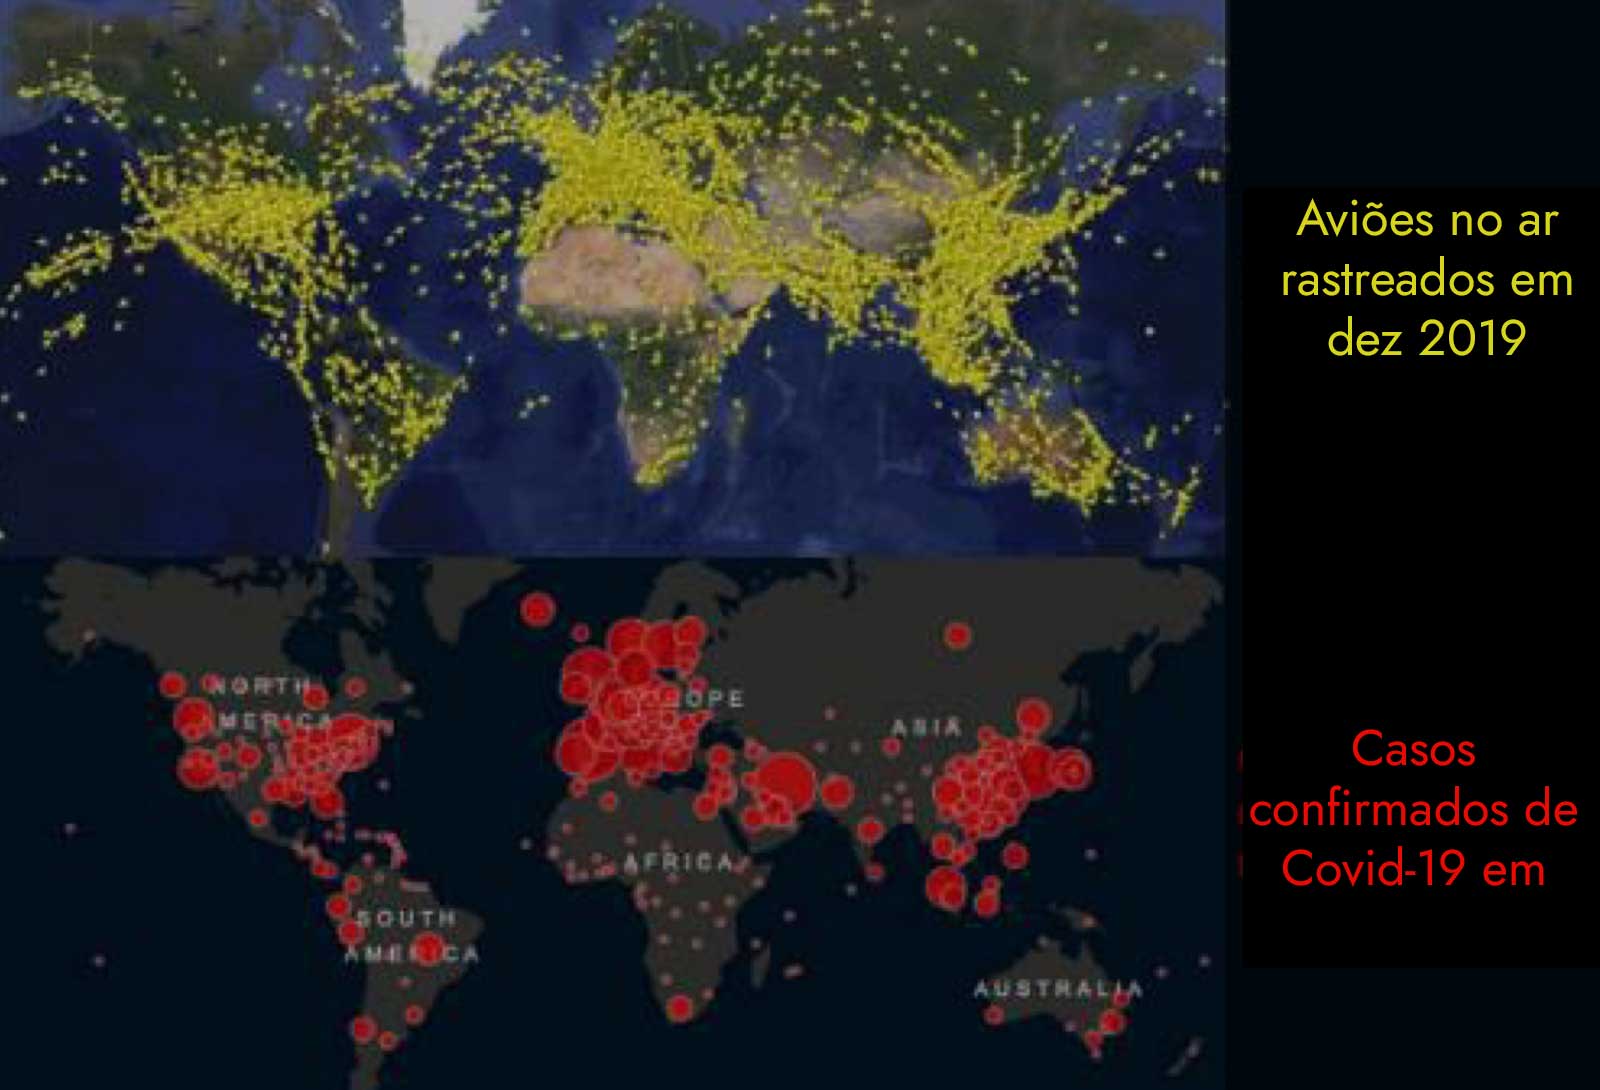 Aviões no ar
rastreados em
dez 2019
Casos
confirmados de
Covid-19 em
NORTH
AMERICA
EUROPE
ASIA
AFRICA
SOUTH
AMERICA
AUSTRALIA